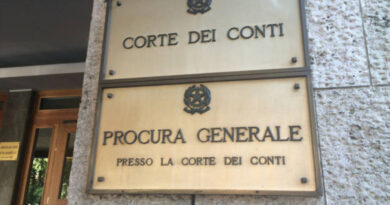 CORTE DEI CONTI
PROCURA GENERALE
PRESSO LA CORTE DEI CONTI